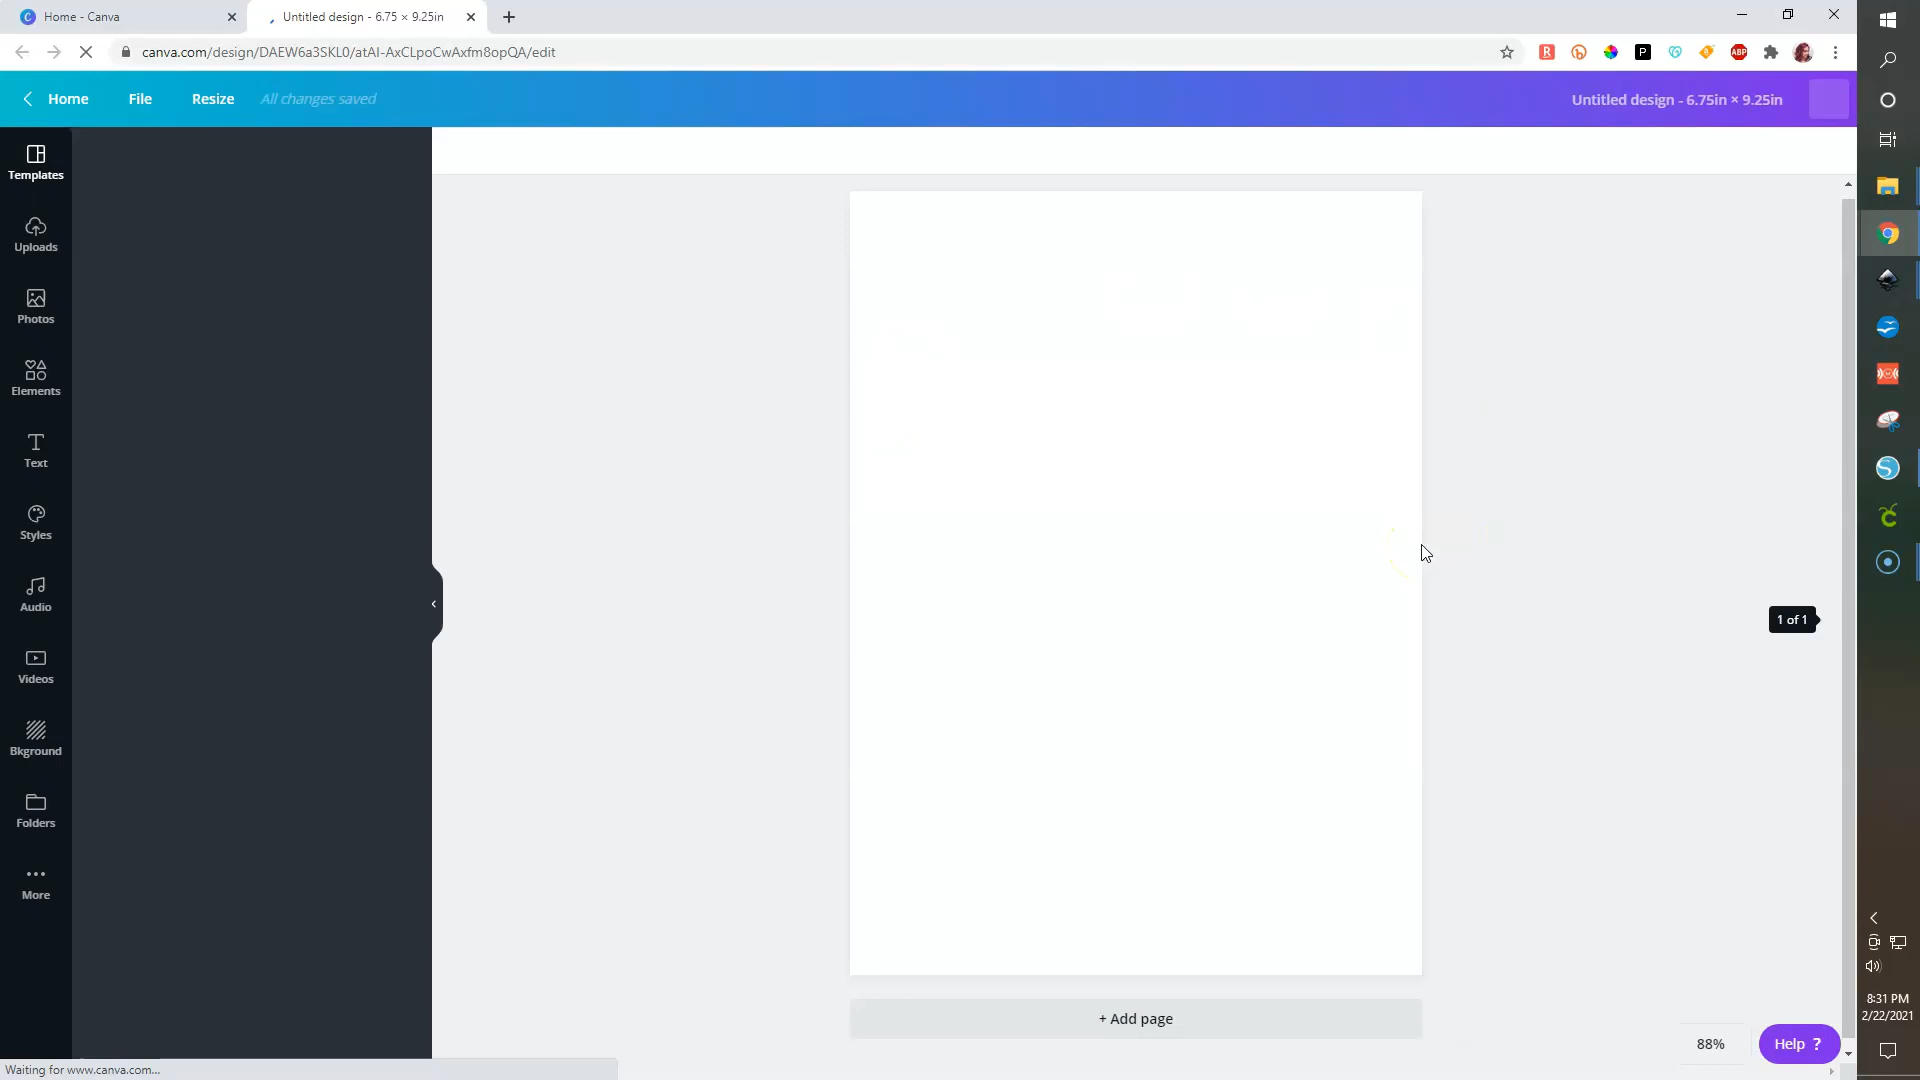 Home - Canva
Untitled design - 6.75 × 9.25in
canva.com/design/DAEW6a3SKL0/atAI-AxCLpoCwAxfm8opQA/edit
ABP
Home
File
Resize
All changes saved
Untitled design - 6.75in × 9.25in
Templates
Uploads
Photos
Elements
Text
Styles
Audio
Videos
Bkground
Folders
More
1 of 1
+ Add page
88%
Help ?
8:31 PM
2/22/2021
Waiting for www.canva.com...